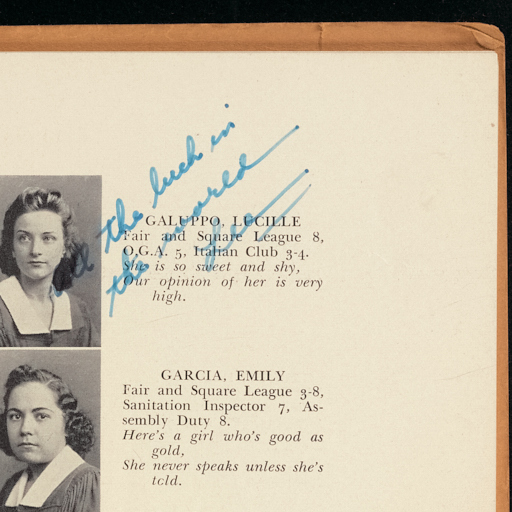 all the luck in
the world
GALUPPO, LUCILLE
Fair and Square League 8,
O.G.A. 5, Italian Club 3-4.
She is so sweet and shy,
Our opinion of her is very
high.
GARCIA, EMILY
Fair and Square League 3-8,
Sanitation Inspector 7, As-
sembly Duty 8.
Here's a girl who's good as
gold,
She never speaks unless she's
told.